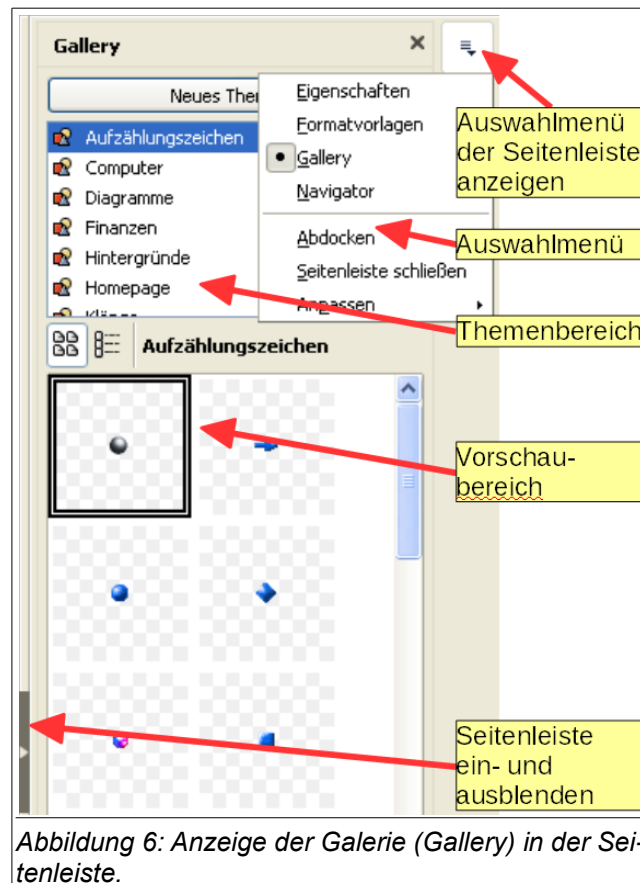 Gallery
Neues Ther
Eigenschaften
Formatvorlagen
Gallery
Navigator
Abdocken
Seitenleiste schließen
Anpassen
Aufzählungszeichen
Computer
Diagramme
Finanzen
Hintergründe
Homepage
Aufzählungszeichen
Auswahlmenü
der Seitenleiste
anzeigen
Auswahlmenü
Themenbereich
Vorschau-
bereich
Seitenleiste
ein- und
ausblenden
Abbildung 6: Anzeige der Galerie (Gallery) in der Sei-
tenleiste.